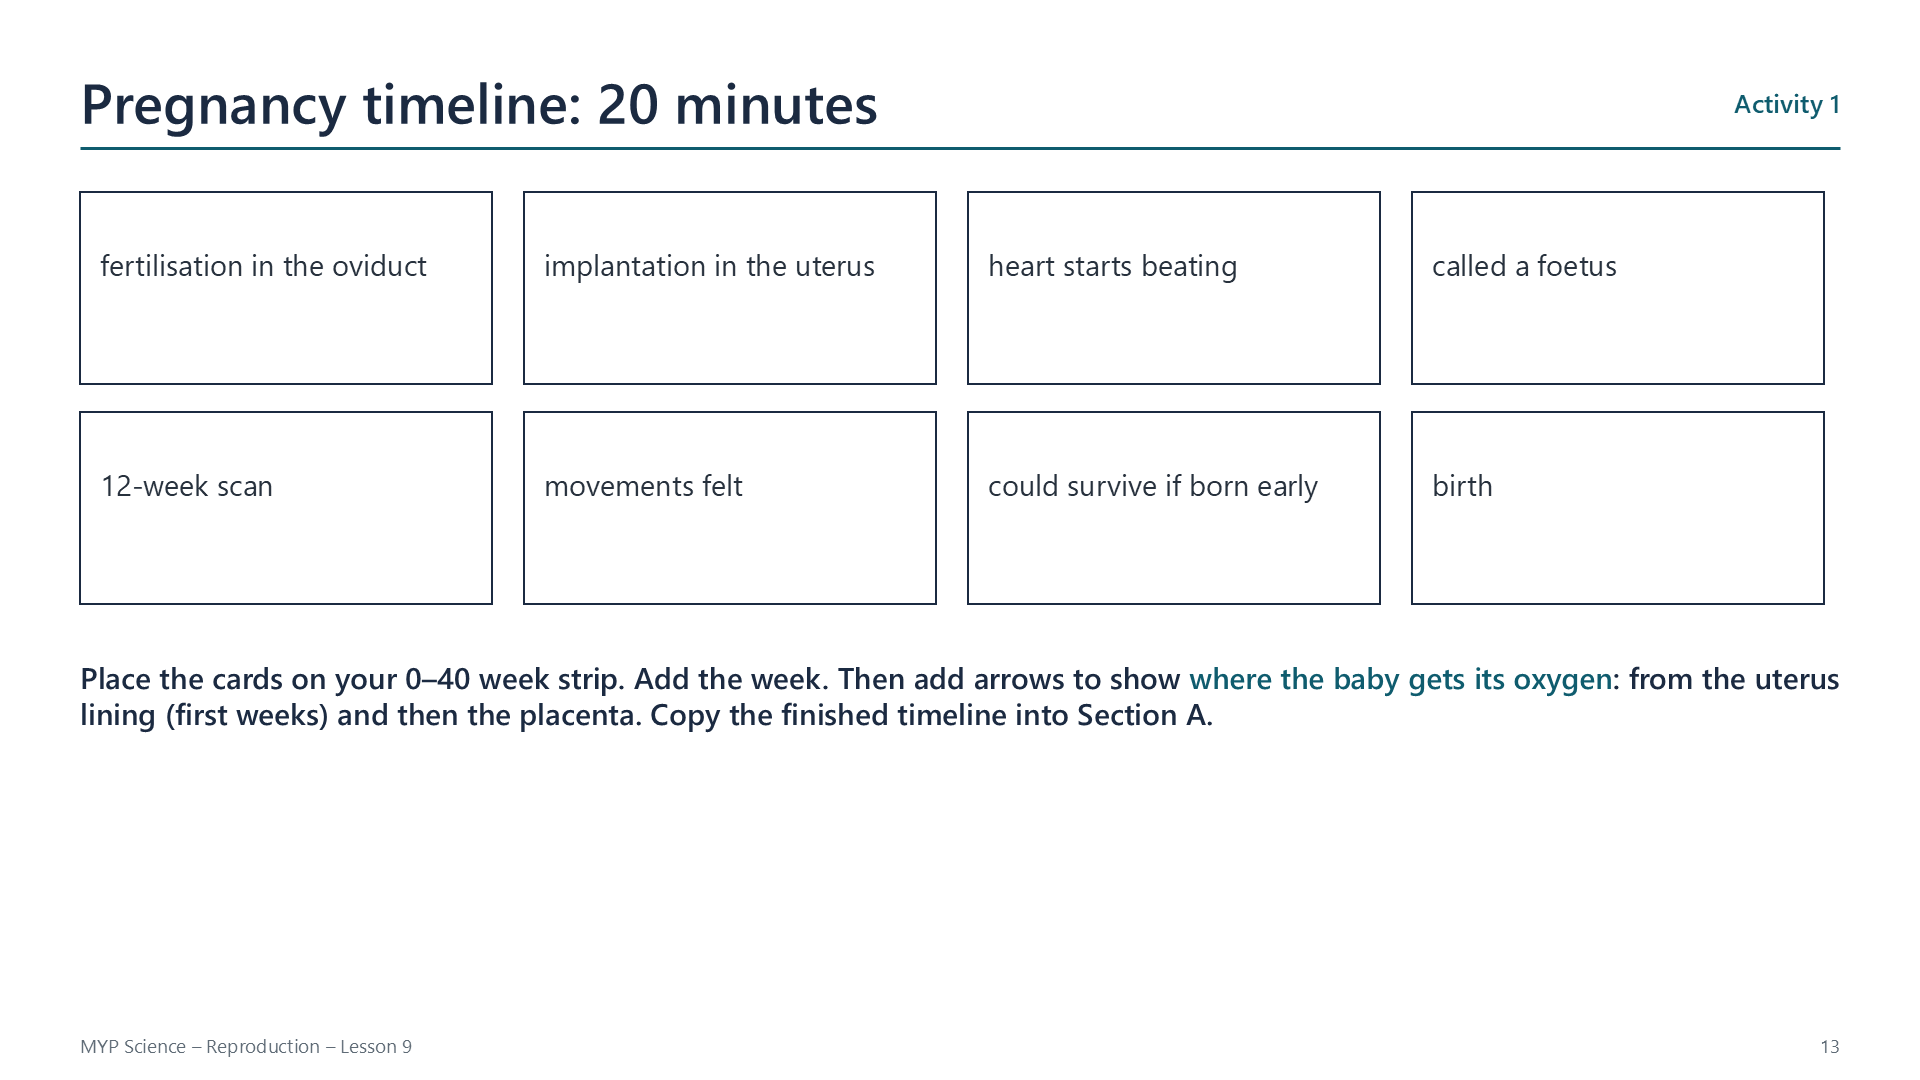 Pregnancy timeline: 20 minutes
Activity 1
fertilisation in the oviduct
implantation in the uterus
heart starts beating
called a foetus
12-week scan
movements felt
could survive if born early
birth
Place the cards on your 0–40 week strip. Add the week. Then add arrows to show where the baby gets its oxygen: from the uterus
lining (first weeks) and then the placenta. Copy the finished timeline into Section A.
MYP Science – Reproduction – Lesson 9
13